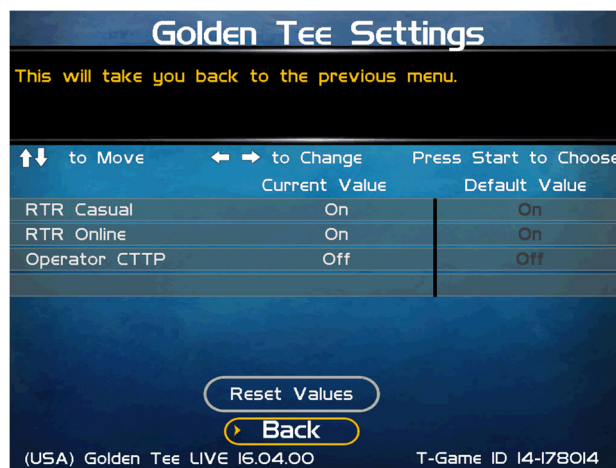 Golden Tee Settings
This will take you back to the previous menu.
to Move to Change Press Start to Choose
Current Value Default Value
RTR Casual On On
RTR Online On On
Operator CTTP Off Off
Reset Values
Back
(USA) Golden Tee LIVE 16.04.00 T-Game ID 14-178014